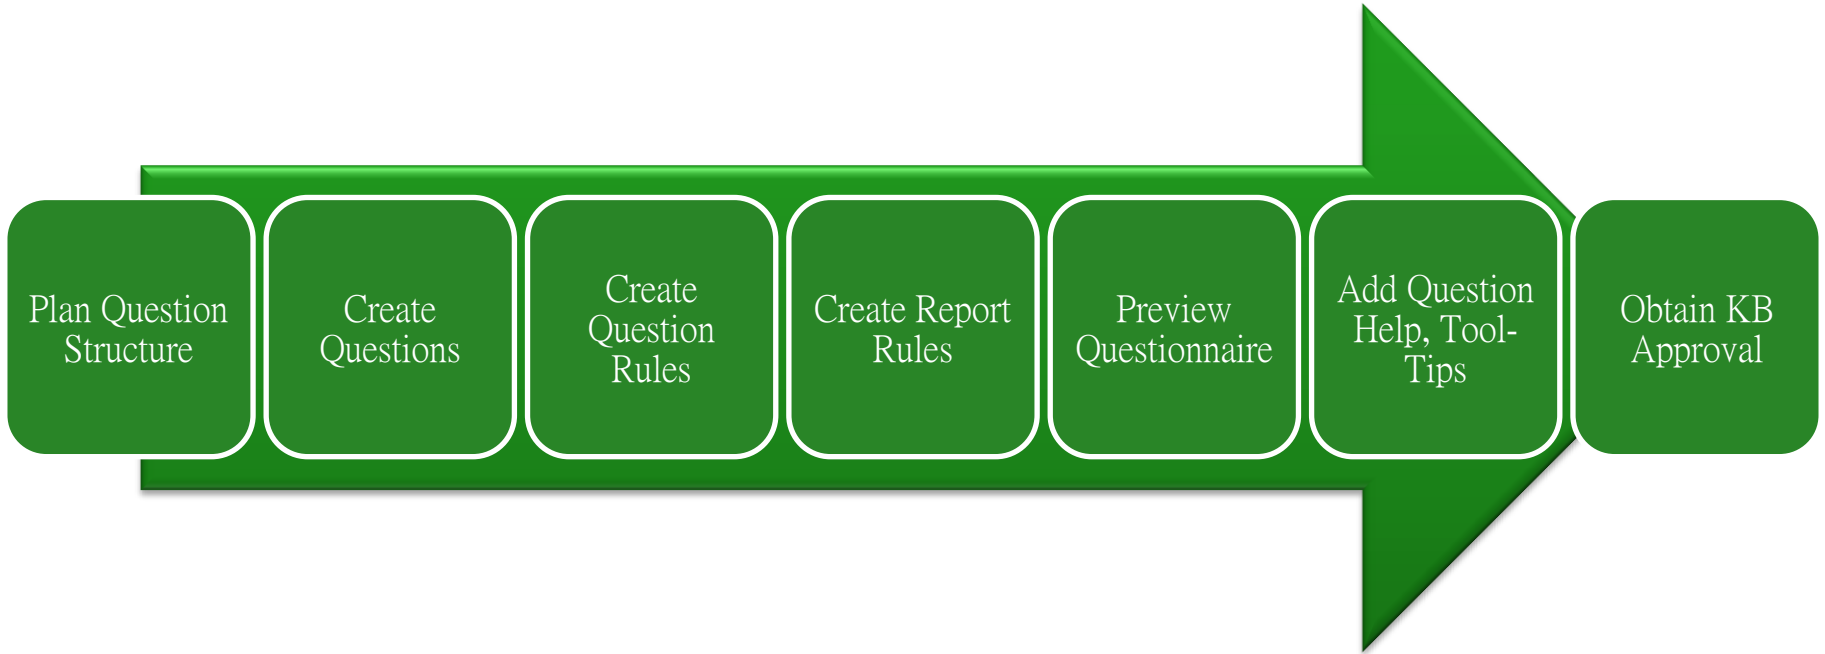 Plan Question
Structure
Create
Questions
Create
Question
Rules
Create Report
Rules
Preview
Questionnaire
Add Question
Help, Tool-
Tips
Obtain KB
Approval